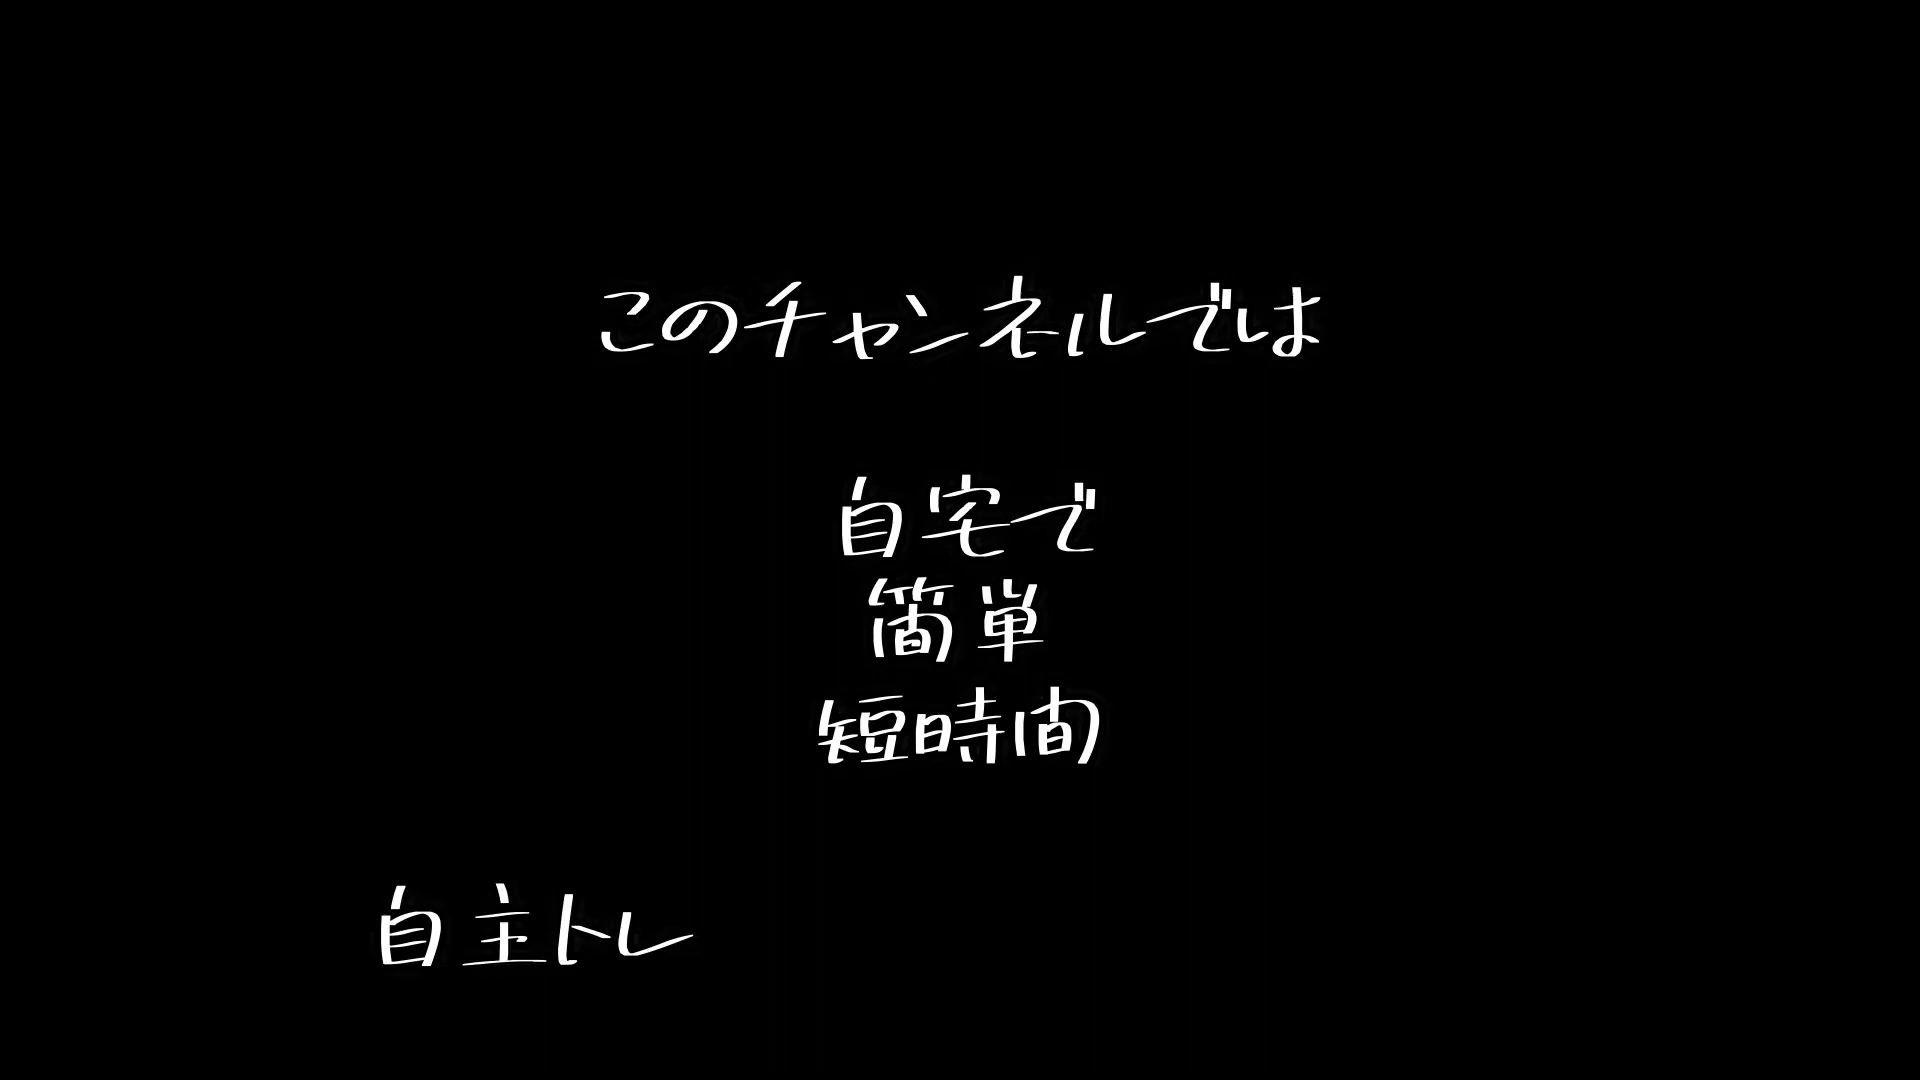 このチャンネルでは
自宅で
簡単
短時間
自主トレ